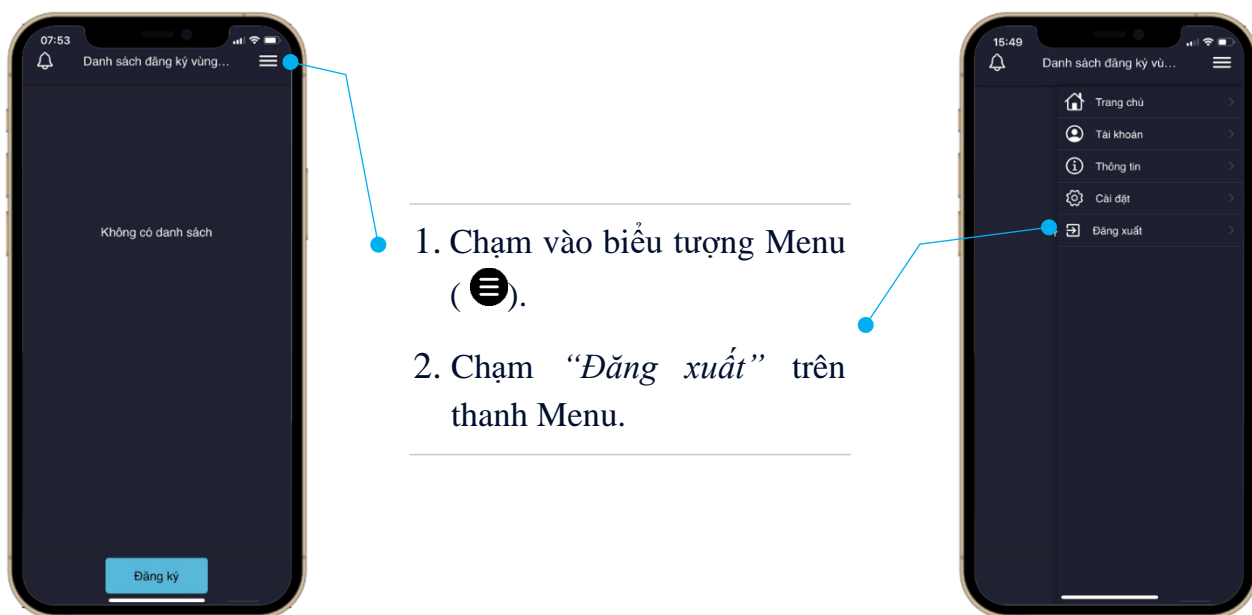 07:53
Danh sách đăng ký vùng...
Không có danh sách
Đăng ký
1. Chạm vào biểu tượng Menu
( ).
2. Chạm “Đăng xuất” trên
thanh Menu.
15:49
Danh sách đăng ký vù...
Trang chủ
Tài khoản
Thông tin
Cài đặt
Đăng xuất